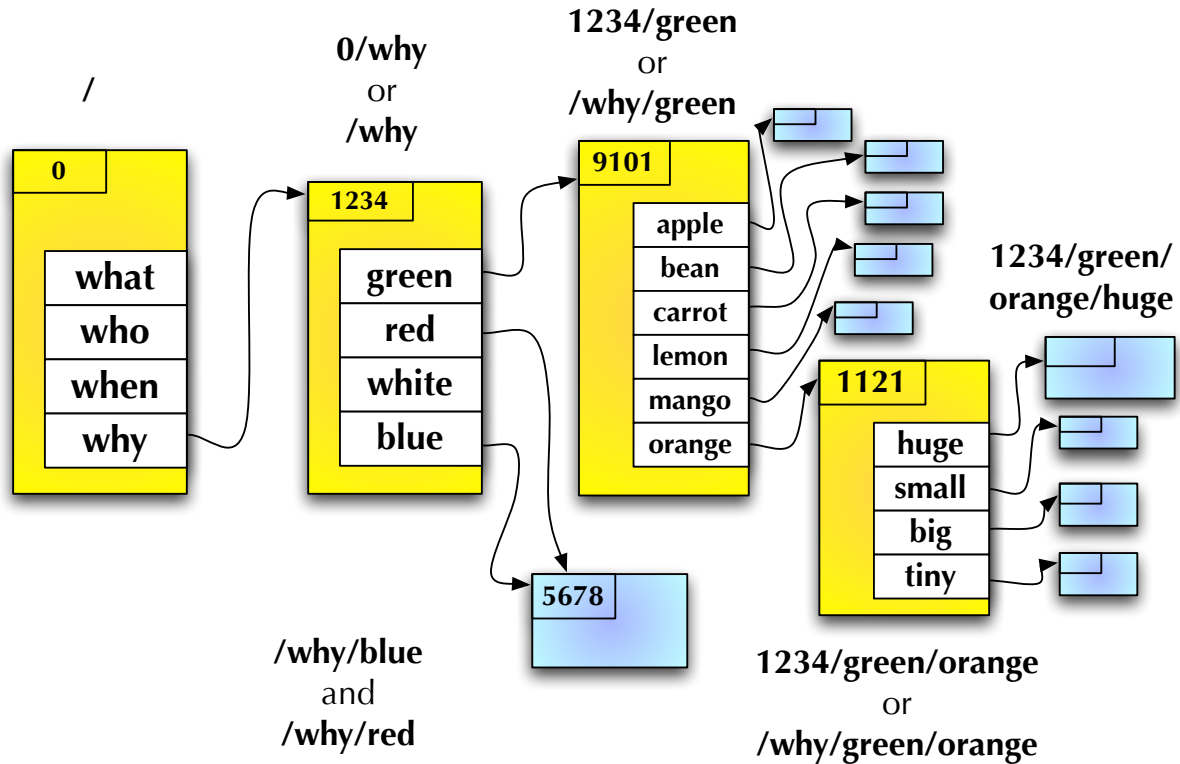 /
0/why
or
/why
1234/green
or
/why/green
0
what
who
when
why
1234
green
red
white
blue
9101
apple
bean
carrot
lemon
mango
orange
1234/green/
orange/huge
1121
huge
small
big
tiny
5678
/why/blue
and
/why/red
1234/green/orange
or
/why/green/orange